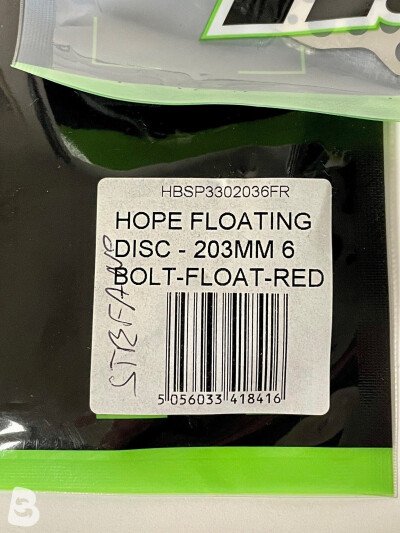 HBSP3302036FR
HOPE FLOATING
DISC - 203MM 6
BOLT-FLOAT-RED
STEFANO
5 056033 418416